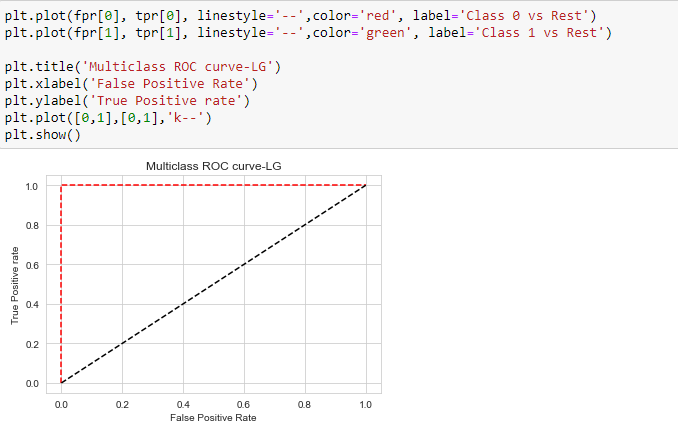 plt.plot(fpr[0], tpr[0], linestyle='--',color='red', label='Class 0 vs Rest')
plt.plot(fpr[1], tpr[1], linestyle='--',color='green', label='Class 1 vs Rest')
plt.title('Multiclass ROC curve-LG')
plt.xlabel('False Positive Rate')
plt.ylabel('True Positive rate')
plt.plot([0,1],[0,1],'k--')
plt.show()
Multiclass ROC curve-LG
True Positive rate
1.0
0.8
0.6
0.4
0.2
0.0
0.0 0.2 0.4 0.6 0.8 1.0
False Positive Rate